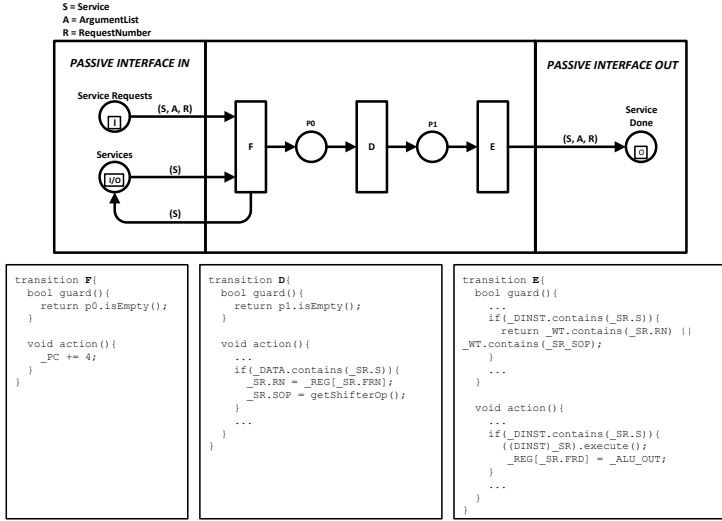 S = Service
A = ArgumentList
R = RequestNumber
PASSIVE INTERFACE IN
PASSIVE INTERFACE OUT
Service Requests
I
(S, A, R)
Services
I/O
(S)
(S)
F
P0
D
P1
E
(S, A, R)
Service
Done
O
transition F{
bool guard(){
return p0.isEmpty();
}
void action(){
_PC += 4;
}
}
transition D{
bool guard(){
return p1.isEmpty();
}
void action(){
...
if(_DATA.contains(_SR.S)){
_SR.RN = _REG[_SR.FRN];
_SR.SOP = getShifterOp();
}
...
}
}
transition E{
bool guard(){
...
if(_DINST.contains(_SR.S)){
return _WT.contains(_SR.RN) ||
_WT.contains(_SR_SOP);
}
...
}
void action(){
...
if(DINST.contains(_SR.S)){
((DINST)_SR).execute();
_REG[_SR.FRD] = _ALU_OUT;
}
...
}
}